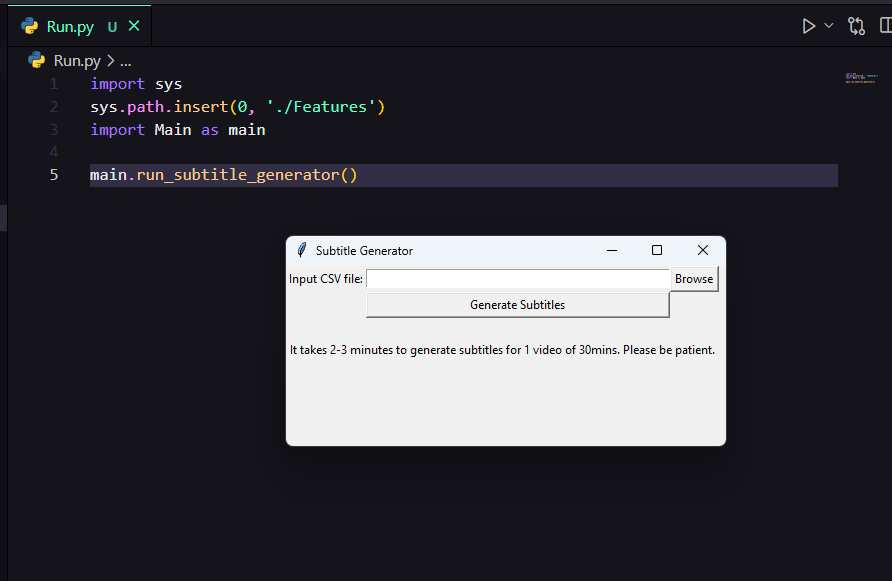 Run.py U
Run.py > ...
1 import sys
2 sys.path.insert(0, './Features')
3 import Main as main
4
5 main.run_subtitle_generator()
Subtitle Generator
Input CSV file: Browse
Generate Subtitles
It takes 2-3 minutes to generate subtitles for 1 video of 30mins. Please be patient.